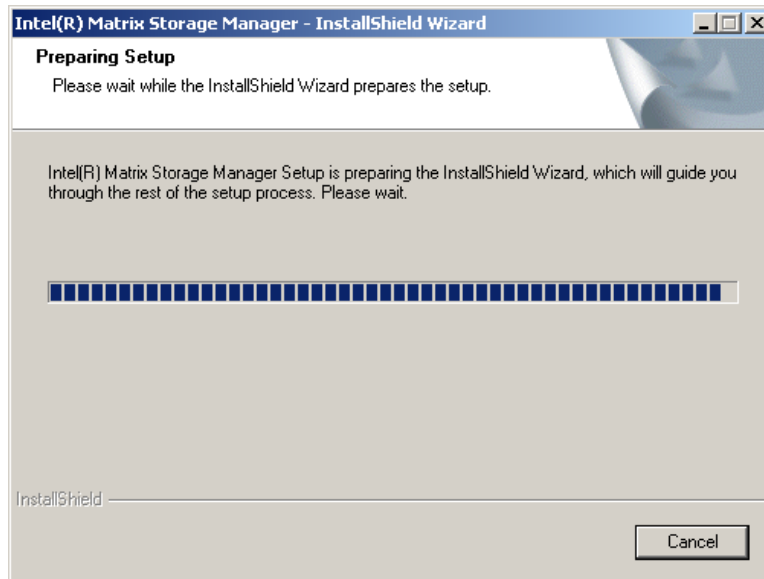 Intel(R) Matrix Storage Manager - InstallShield Wizard
Preparing Setup
Please wait while the InstallShield Wizard prepares the setup.
Intel(R) Matrix Storage Manager Setup is preparing the InstallShield Wizard, which will guide you
through the rest of the setup process. Please wait.
InstallShield
Cancel